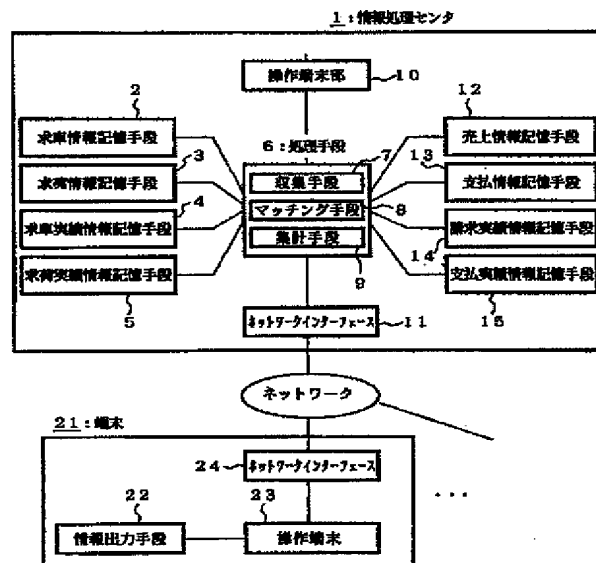 1：情報処理センタ
操作端末部
10
2
求車情報記憶手段
3
求荷情報記憶手段
4
求車実績情報記憶手段
求荷実績情報記憶手段
5
6：処理手段
7
収集手段
マッチング手段
8
集計手段
9
12
売上情報記憶手段
13
支払情報記憶手段
請求実績情報記憶手段
14
支払実績情報記憶手段
15
ネットワークインターフェース
11
ネットワーク
21：端末
24
ネットワークインターフェース
22
23
情報出力手段
操作端末
...